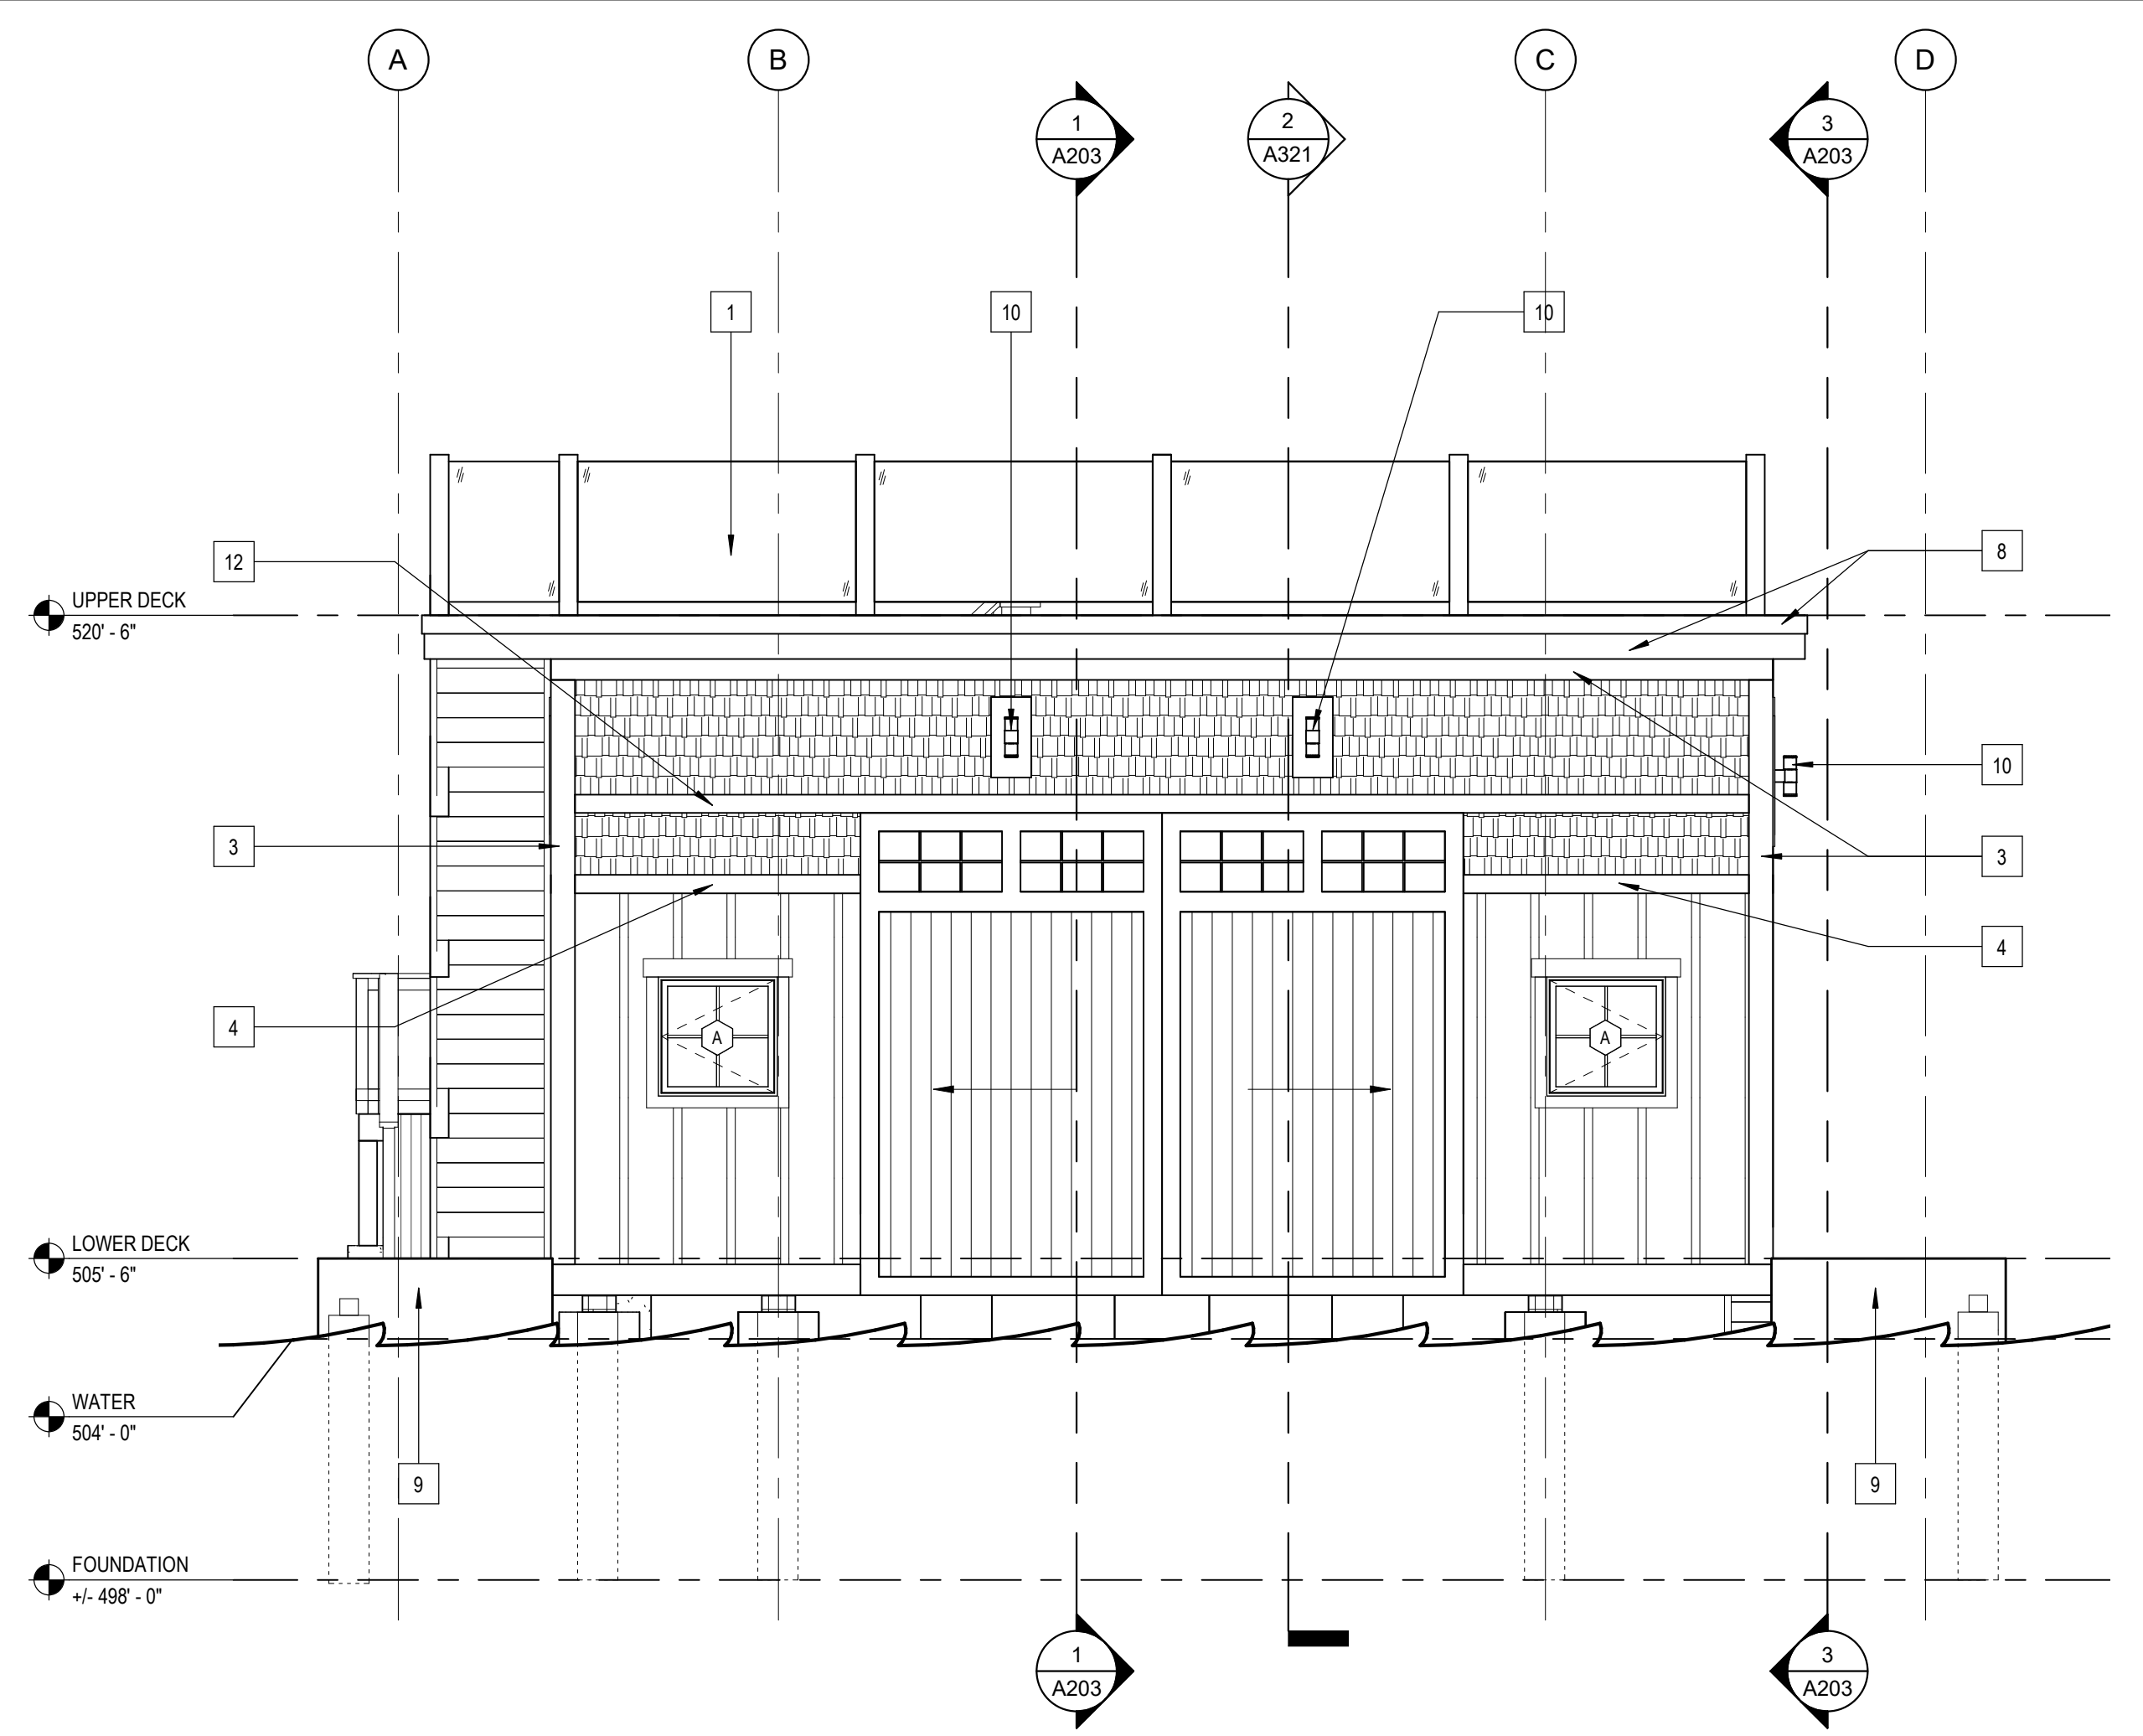 A
B
C
D
1
A203
2
A321
3
A203
1
10
10
12
8
UPPER DECK
520' - 6"
10
3
3
4
4
A
A
LOWER DECK
505' - 6"
WATER
504' - 0"
9
9
FOUNDATION
+/- 498' - 0"
1
A203
3
A203